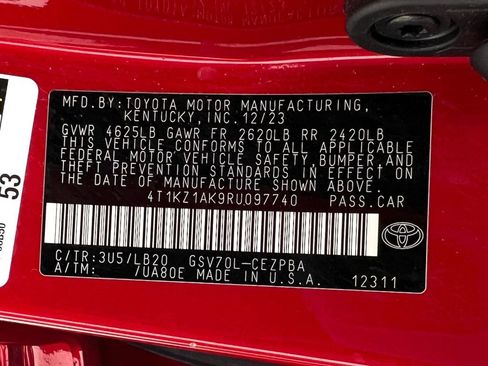 MFD. BY: TOYOTA MOTOR MANUFACTURING,
KENTUCKY, INC. 12/23
GVWR 4625LB GAWR FR 2620LB RR 2420LB
THIS VEHICLE CONFORMS TO ALL APPLICABLE
FEDERAL MOTOR VEHICLE SAFETY, BUMPER, AND
THEFT PREVENTION STANDARDS IN EFFECT ON
THE DATE OF MANUFACTURE SHOWN ABOVE.
4T1KZ1AK9RU097740 PASS.CAR
C/TR:3U5/LB20 GSV70L-CEZPBA
A/TM: 7UA80E MADE IN U.S.A. 12311
53